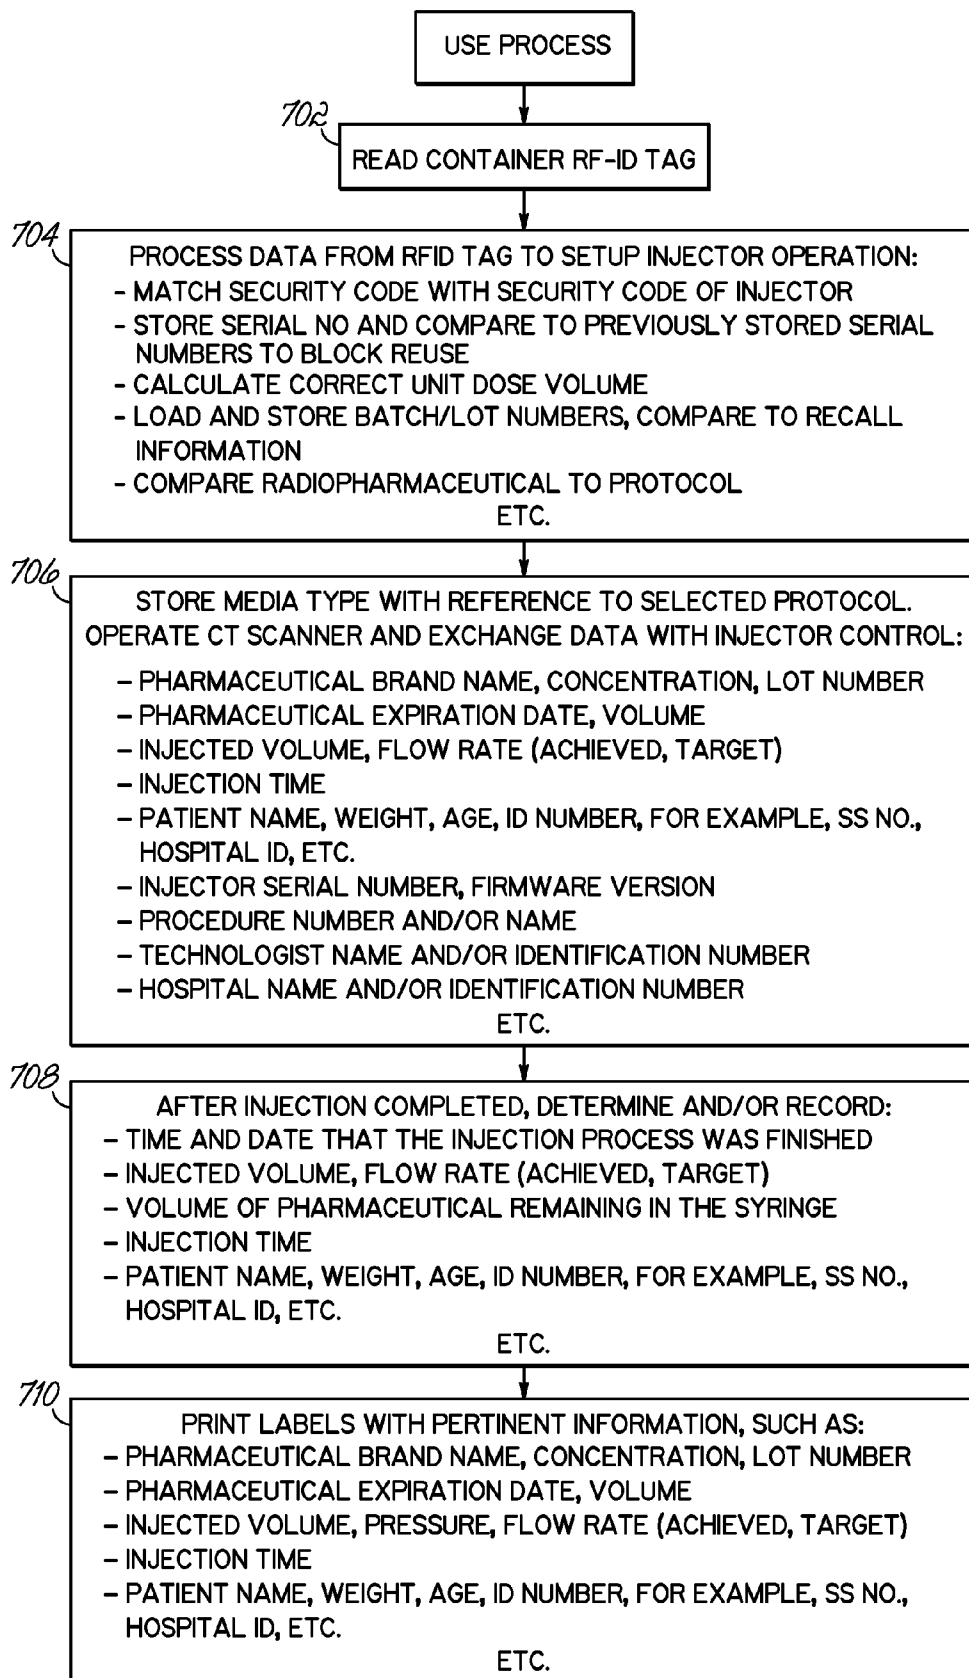 USE PROCESS
702
READ CONTAINER RF-ID TAG
704
PROCESS DATA FROM RFID TAG TO SETUP INJECTOR OPERATION:
- MATCH SECURITY CODE WITH SECURITY CODE OF INJECTOR
- STORE SERIAL NO AND COMPARE TO PREVIOUSLY STORED SERIAL
NUMBERS TO BLOCK REUSE
- CALCULATE CORRECT UNIT DOSE VOLUME
- LOAD AND STORE BATCH/LOT NUMBERS, COMPARE TO RECALL
INFORMATION
- COMPARE RADIOPHARMACEUTICAL TO PROTOCOL
ETC.
706
STORE MEDIA TYPE WITH REFERENCE TO SELECTED PROTOCOL.
OPERATE CT SCANNER AND EXCHANGE DATA WITH INJECTOR CONTROL:
- PHARMACEUTICAL BRAND NAME, CONCENTRATION, LOT NUMBER
- PHARMACEUTICAL EXPIRATION DATE, VOLUME
- INJECTED VOLUME, FLOW RATE (ACHIEVED, TARGET)
- INJECTION TIME
- PATIENT NAME, WEIGHT, AGE, ID NUMBER, FOR EXAMPLE, SS NO.,
HOSPITAL ID, ETC.
- INJECTOR SERIAL NUMBER, FIRMWARE VERSION
- PROCEDURE NUMBER AND/OR NAME
- TECHNOLOGIST NAME AND/OR IDENTIFICATION NUMBER
- HOSPITAL NAME AND/OR IDENTIFICATION NUMBER
ETC.
708
AFTER INJECTION COMPLETED, DETERMINE AND/OR RECORD:
- TIME AND DATE THAT THE INJECTION PROCESS WAS FINISHED
- INJECTED VOLUME, FLOW RATE (ACHIEVED, TARGET)
- VOLUME OF PHARMACEUTICAL REMAINING IN THE SYRINGE
- INJECTION TIME
- PATIENT NAME, WEIGHT, AGE, ID NUMBER, FOR EXAMPLE, SS NO.,
HOSPITAL ID, ETC.
ETC.
710
PRINT LABELS WITH PERTINENT INFORMATION, SUCH AS:
- PHARMACEUTICAL BRAND NAME, CONCENTRATION, LOT NUMBER
- PHARMACEUTICAL EXPIRATION DATE, VOLUME
- INJECTED VOLUME, PRESSURE, FLOW RATE (ACHIEVED, TARGET)
- INJECTION TIME
- PATIENT NAME, WEIGHT, AGE, ID NUMBER, FOR EXAMPLE, SS NO.,
HOSPITAL ID, ETC.
ETC.